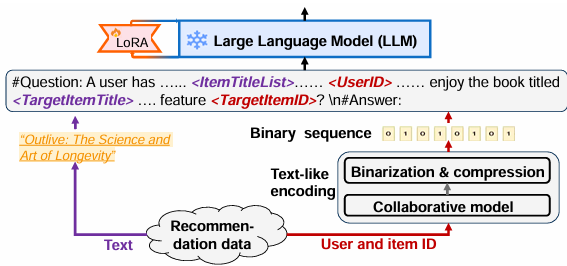 LoRA
Large Language Model (LLM)
#Question: A user has …... <ItemTitleList>…… <UserID> …… enjoy the book titled
<TargetItemTitle> …. feature <TargetItemID>? \n#Answer:
"Outlive: The Science and
Art of Longevity"
Binary sequence 0 1 0 1 0 1 0 1
Text-like
encoding
Binarization & compression
Collaborative model
Recommen-
dation data
Text
User and item ID